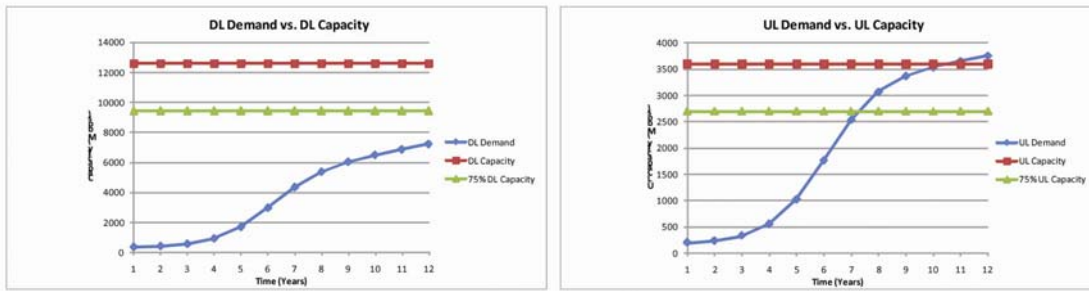 DL Demand vs. DL Capacity
14000
12000
10000
8000
6000
4000
2000
0
1 2 3 4 5 6 7 8 9 10 11 12
Time (Years)
DL Demand
DL Capacity
75% DL Capacity
UL Demand vs. UL Capacity
4000
3500
3000
2500
2000
1500
1000
500
0
1 2 3 4 5 6 7 8 9 10 11 12
Time (Years)
UL Demand
UL Capacity
75% UL Capacity